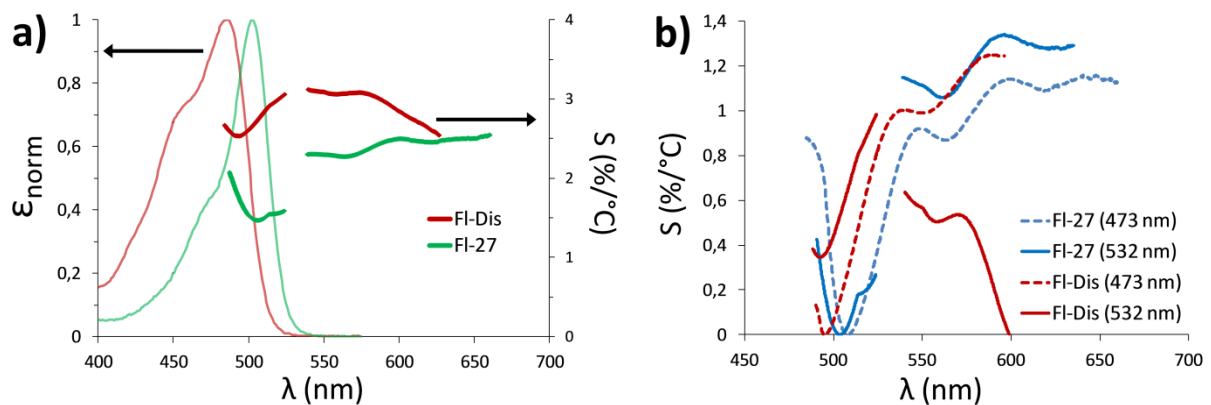 a)
ε norm
1
0,8
0,6
0,4
0,2
0
400 450 500 550 600 650 700
λ (nm)
4
3
2
1
0
S (%/°C)
Fl-Dis
Fl-27
b)
S (%/°C)
1,4
1,2
1
0,8
0,6
0,4
0,2
0
450 500 550 600 650 700
λ (nm)
Fl-27 (473 nm)
Fl-27 (532 nm)
Fl-Dis (473 nm)
Fl-Dis (532 nm)